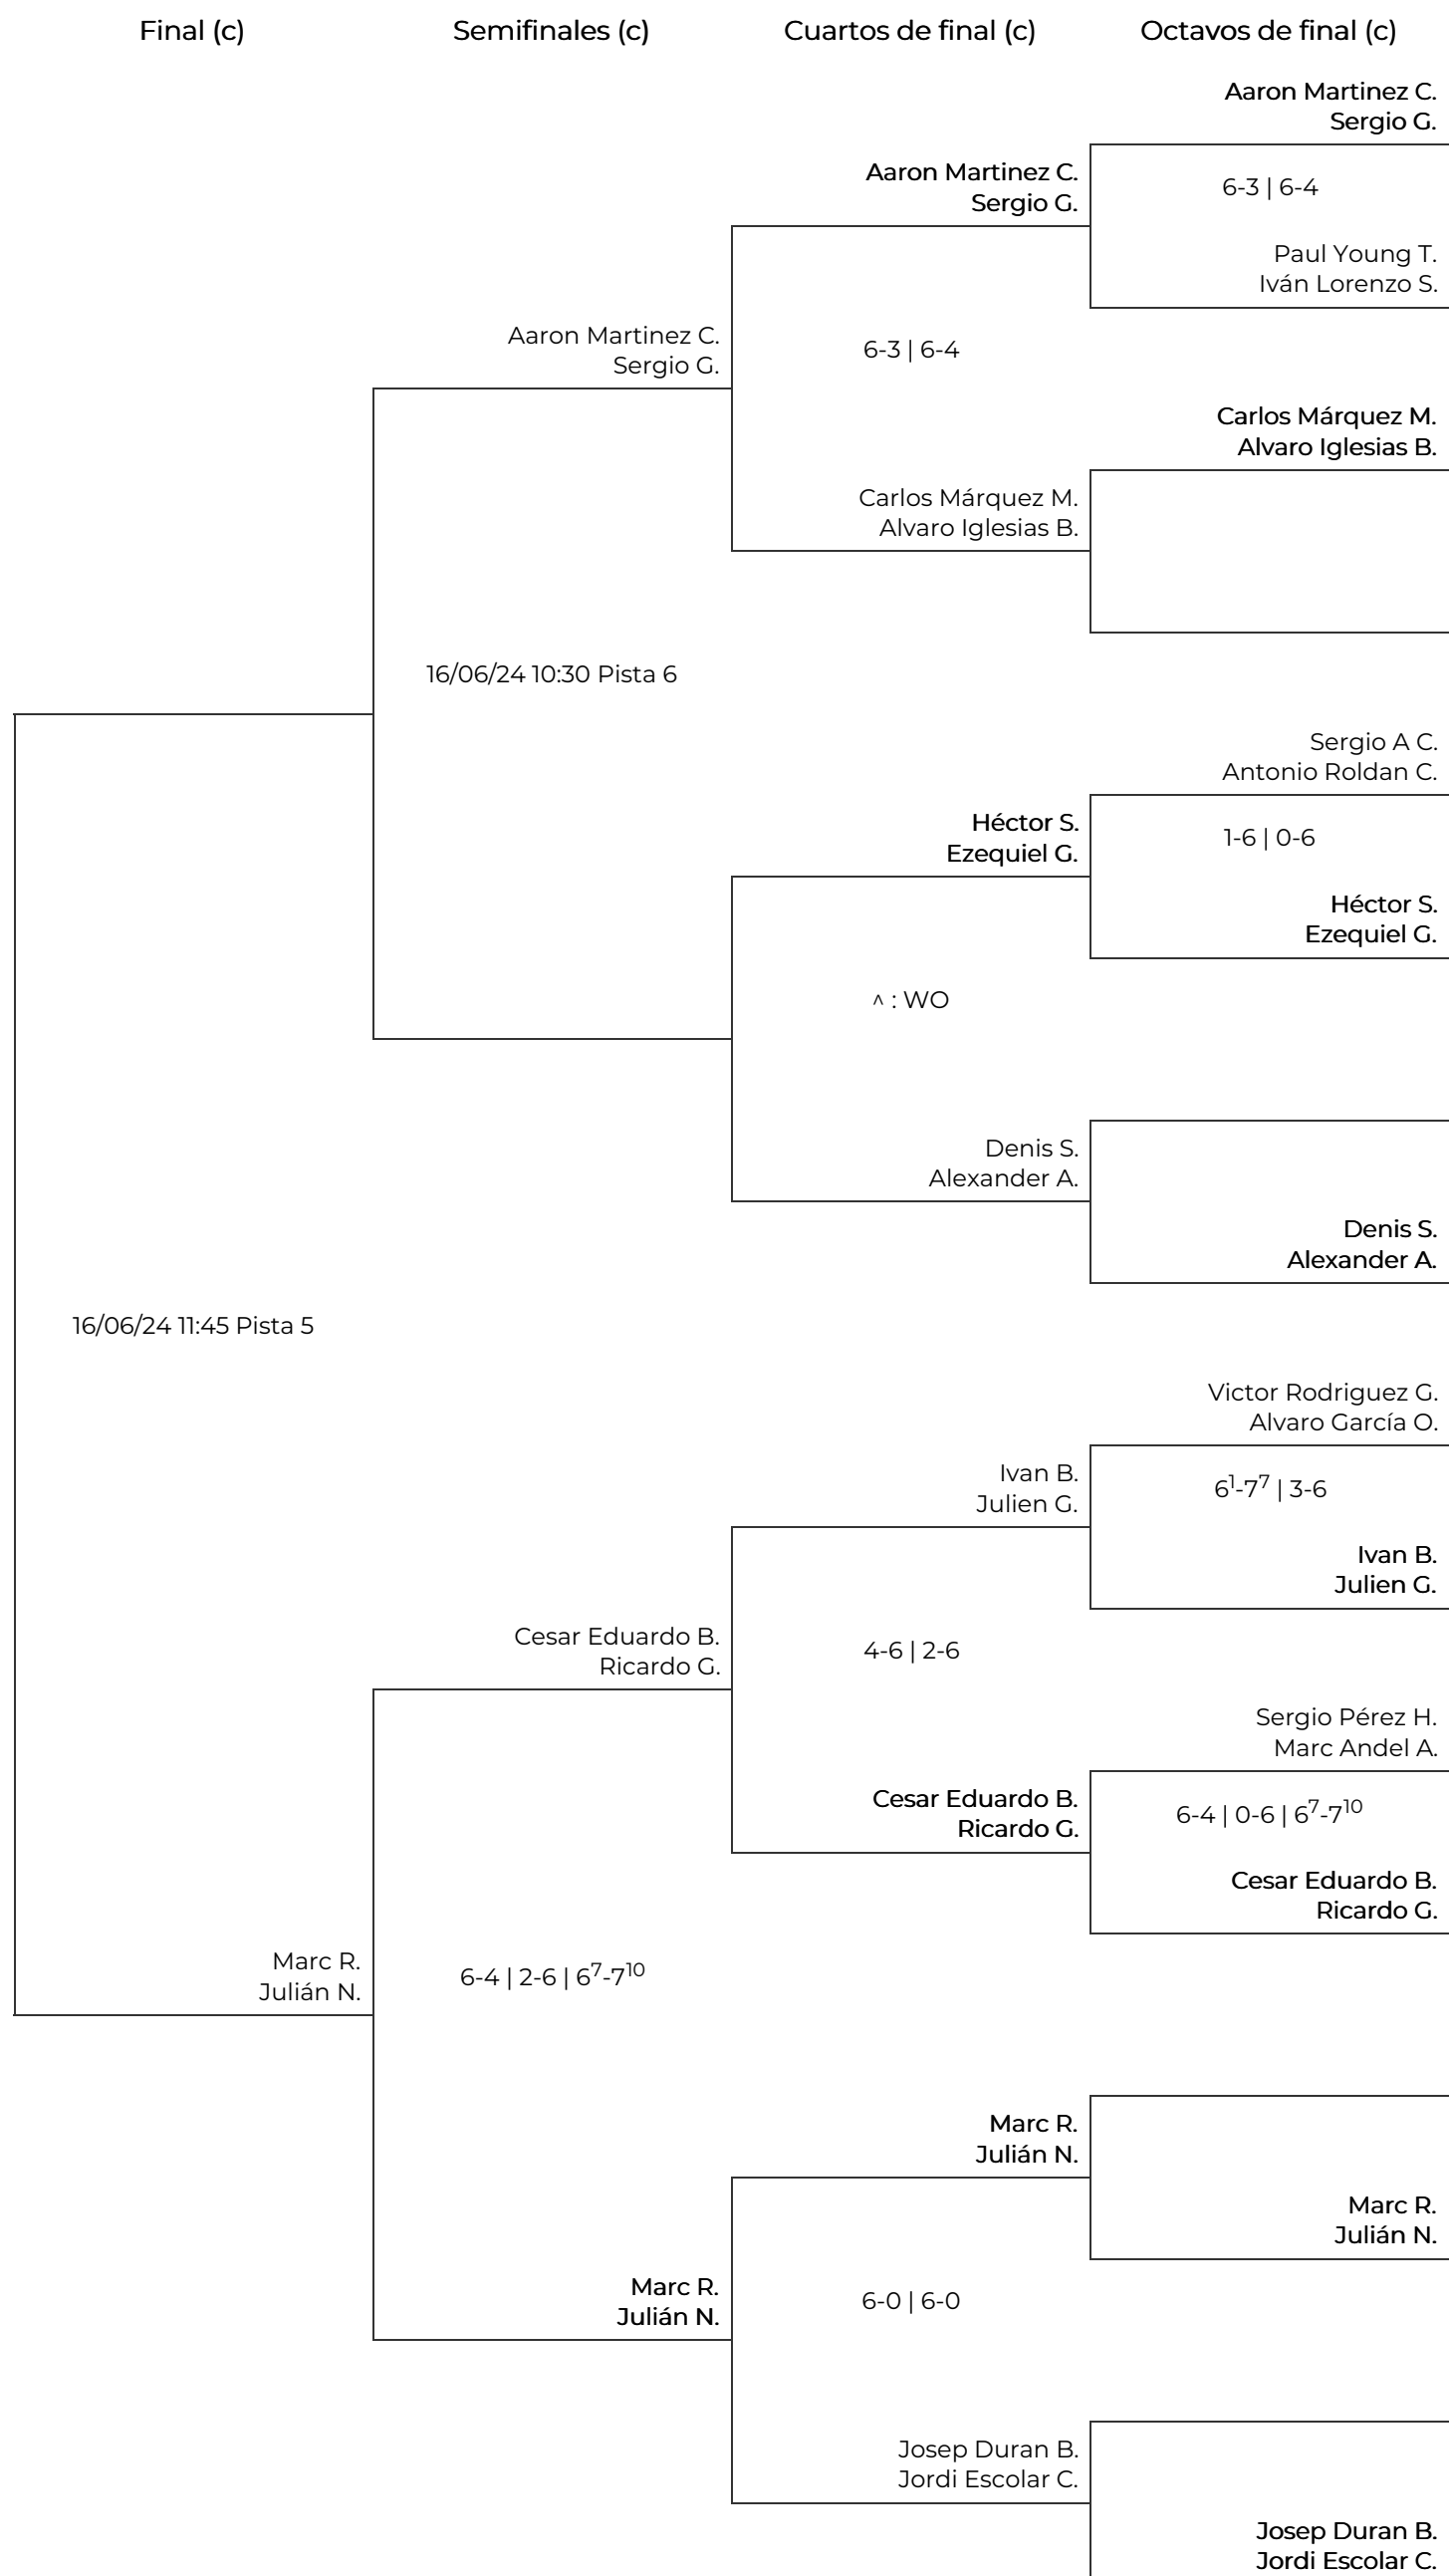 Final (c)
Semifinales (c)
Cuartos de final (c)
Octavos de final (c)
Aaron Martinez C.
Sergio G.
Aaron Martinez C.
Sergio G.
6-3 | 6-4
Paul Young T.
Iván Lorenzo S.
Aaron Martinez C.
Sergio G.
6-3 | 6-4
Carlos Márquez M.
Alvaro Iglesias B.
Carlos Márquez M.
Alvaro Iglesias B.
16/06/24 10:30 Pista 6
Sergio A C.
Antonio Roldan C.
Héctor S.
Ezequiel G.
1-6 | 0-6
Héctor S.
Ezequiel G.
^ : WO
Denis S.
Alexander A.
Denis S.
Alexander A.
16/06/24 11:45 Pista 5
Victor Rodriguez G.
Alvaro García O.
Ivan B.
Julien G.
6¹-7⁷ | 3-6
Ivan B.
Julien G.
Cesar Eduardo B.
Ricardo G.
4-6 | 2-6
Sergio Pérez H.
Marc Andel A.
Cesar Eduardo B.
Ricardo G.
6-4 | 0-6 | 6⁷-7¹⁰
Cesar Eduardo B.
Ricardo G.
Marc R.
Julián N.
6-4 | 2-6 | 6⁷-7¹⁰
Marc R.
Julián N.
Marc R.
Julián N.
Marc R.
Julián N.
6-0 | 6-0
Josep Duran B.
Jordi Escolar C.
Josep Duran B.
Jordi Escolar C.